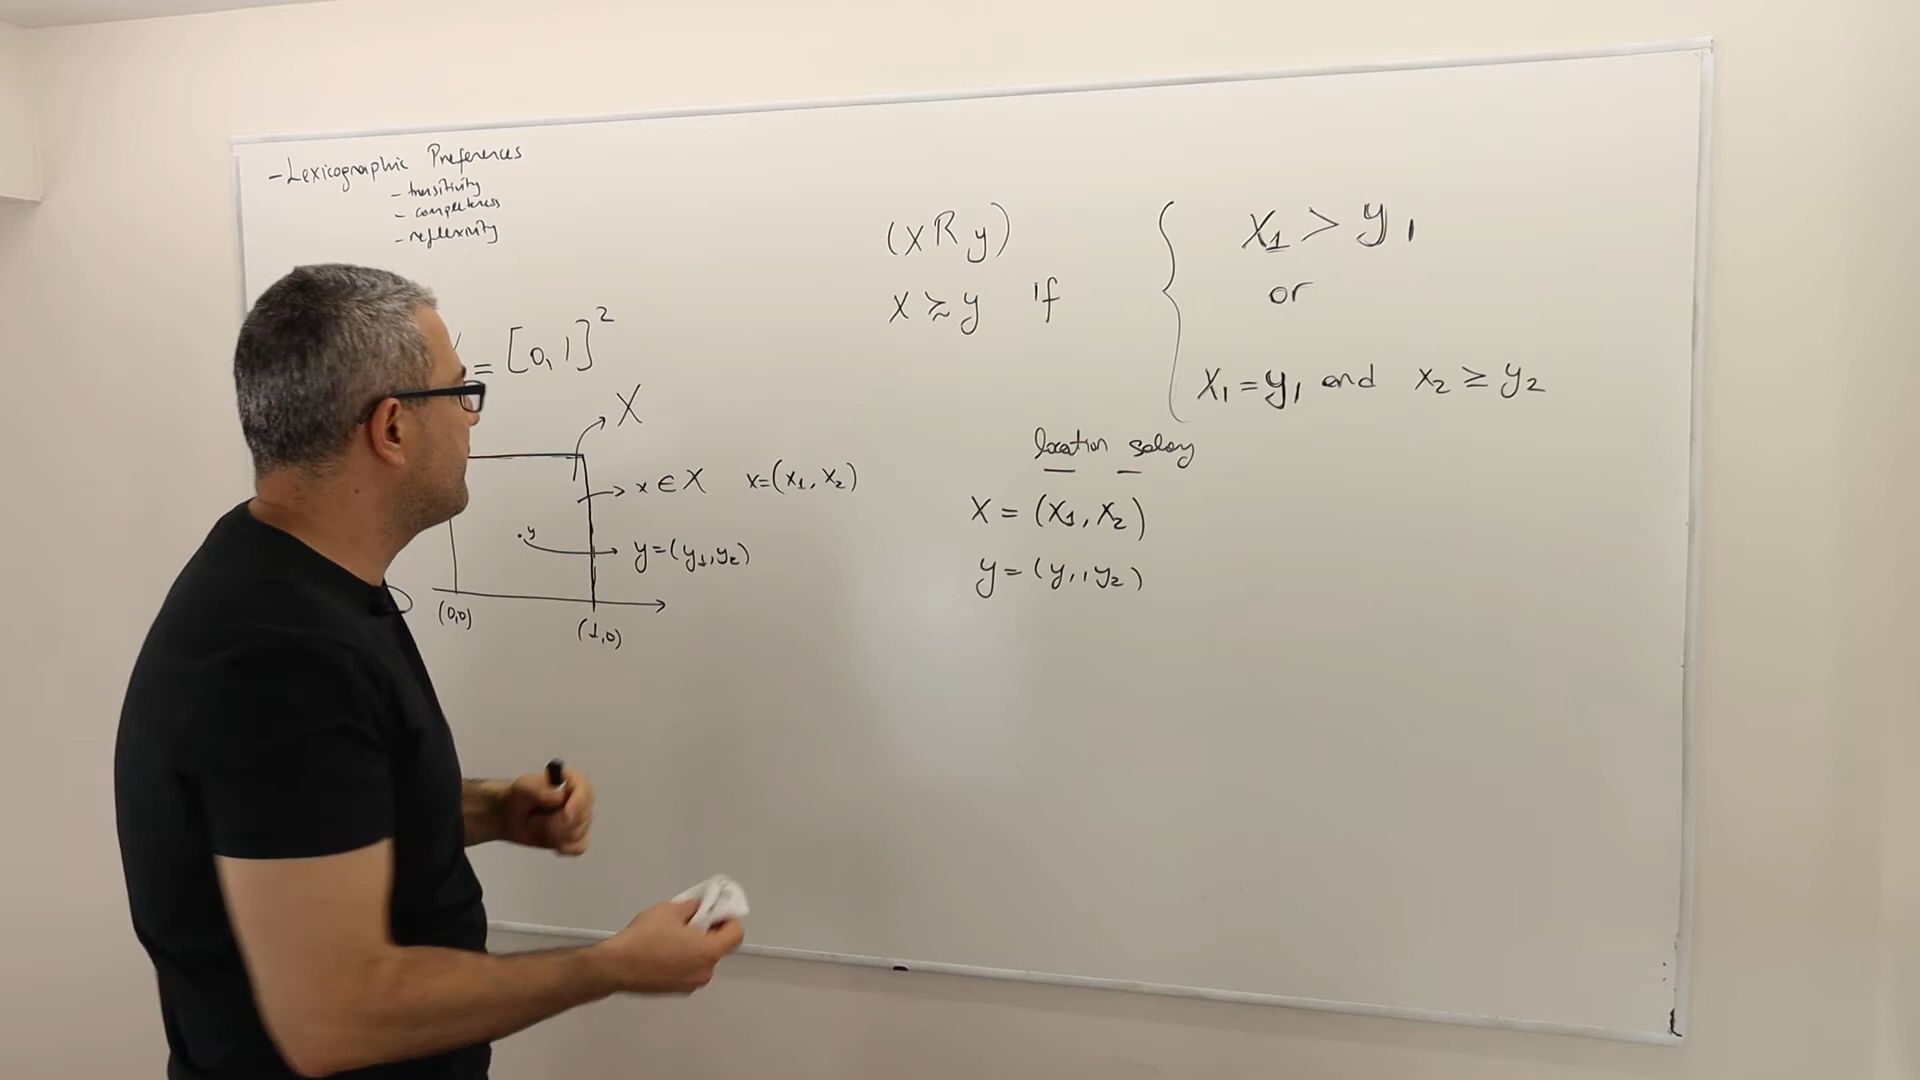 - Lexicographic Preferences
- transitivity
- completeness
- reflexivity
= [0, 1]²
X
x ∈ X   x = (x₁, x₂)
.y
y = (y₁, y₂)
(0,0)
(1,0)
(x R y)
x ≿ y   if
x₁ > y₁
or
x₁ = y₁ and x₂ ≥ y₂
location salary
x = (x₁, x₂)
y = (y₁, y₂)